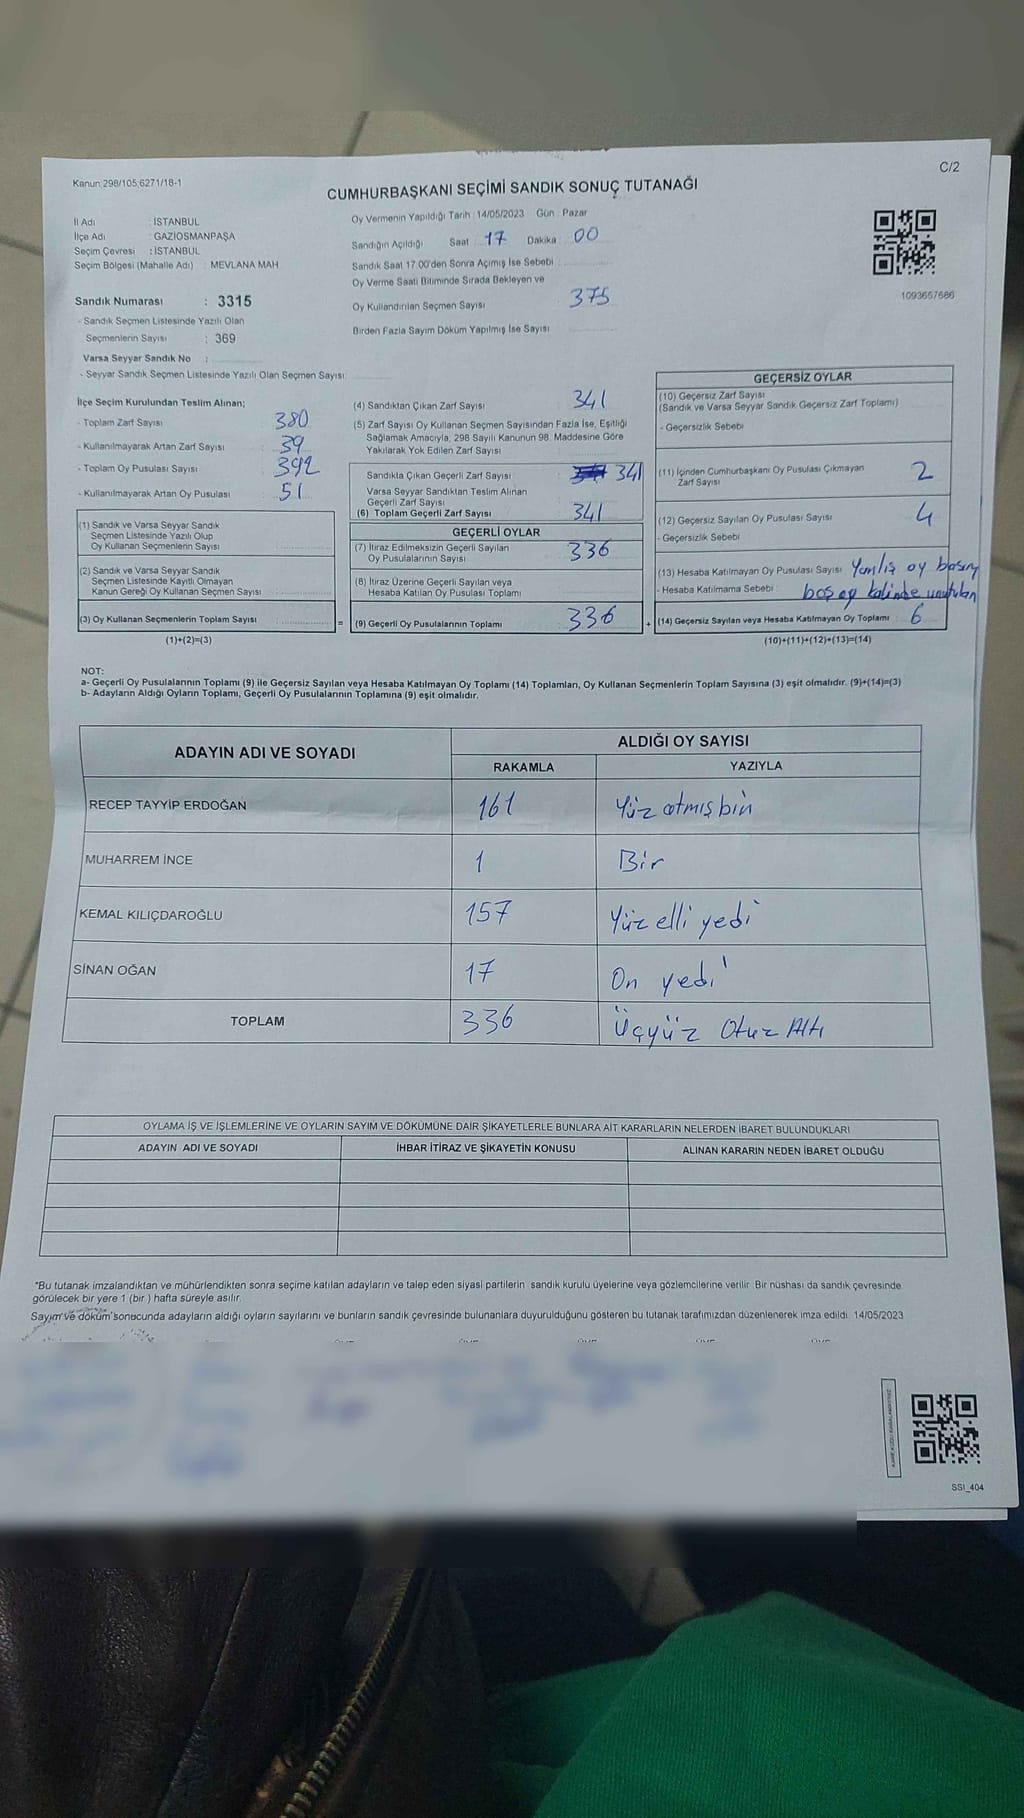 Kanun:298/105;6271/18-1
C/2
CUMHURBAŞKANI SEÇİMİ SANDIK SONUÇ TUTANAĞI
İl Adı : İSTANBUL
İlçe Adı : GAZİOSMANPAŞA
Seçim Çevresi : İSTANBUL
Seçim Bölgesi (Mahalle Adı) : MEVLANA MAH
Sandık Numarası : 3315
- Sandık Seçmen Listesinde Yazılı Olan
Seçmenlerin Sayısı : 369
Varsa Seyyar Sandık No :
- Seyyar Sandık Seçmen Listesinde Yazılı Olan Seçmen Sayısı:
Oy Vermenin Yapıldığı Tarih : 14/05/2023 Gün : Pazar
Sandığın Açıldığı Saat 17 Dakika 00
Sandık Saat 17:00'den Sonra Açımış İse Sebebi
Oy Verme Saati Bitiminde Sırada Bekleyen ve
Oy Kullandırılan Seçmen Sayısı 375
Birden Fazla Sayım Döküm Yapılmış İse Sayısı
1093657686
İlçe Seçim Kurulundan Teslim Alınan;
- Toplam Zarf Sayısı : 380
- Kullanılmayarak Artan Zarf Sayısı : 39
- Toplam Oy Pusulası Sayısı : 392
- Kullanılmayarak Artan Oy Pusulası : 51
(1) Sandık ve Varsa Seyyar Sandık
Seçmen Listesinde Yazılı Olup
Oy Kullanan Seçmenlerin Sayısı :
(2) Sandık ve Varsa Seyyar Sandık
Seçmen Listesinde Kayıtlı Olmayan
Kanun Gereği Oy Kullanan Seçmen Sayısı :
(3) Oy Kullanan Seçmenlerin Toplam Sayısı :
(1)+(2)=(3)
(4) Sandıktan Çıkan Zarf Sayısı : 341
(5) Zarf Sayısı Oy Kullanan Seçmen Sayısından Fazla İse, Eşitliği
Sağlamak Amacıyla, 298 Sayılı Kanunun 98. Maddesine Göre
Yakılarak Yok Edilen Zarf Sayısı :
Sandıkta Çıkan Geçerli Zarf Sayısı : 341
Varsa Seyyar Sandıktan Teslim Alınan
Geçerli Zarf Sayısı :
(6) Toplam Geçerli Zarf Sayısı : 341
GEÇERLİ OYLAR
(7) İtiraz Edilmeksizin Geçerli Sayılan
Oy Pusulalarının Sayısı : 336
(8) İtiraz Üzerine Geçerli Sayılan veya
Hesaba Katılan Oy Pusulalarının Toplamı
= (9) Geçerli Oy Pusulalarının Toplamı : 336
GEÇERSİZ OYLAR
(10) Geçersiz Zarf Sayısı
(Sandık ve Varsa Seyyar Sandık Geçersiz Zarf Toplamı)
- Geçersizlik Sebebi
(11) İçinden Cumhurbaşkanı Oy Pusulası Çıkmayan
Zarf Sayısı 2
(12) Geçersiz Sayılan Oy Pusulası Sayısı 4
- Geçersizlik Sebebi
(13) Hesaba Katılmayan Oy Pusulası Sayısı Yanlış oy
- Hesaba Katılmama Sebebi : boş oy unutulan
+ (14) Geçersiz Sayılan veya Hesaba Katılmayan Oy Toplamı : 6
(10)+(11)+(12)+(13)=(14)
NOT:
a- Geçerli Oy Pusulalarının Toplamı (9) ile Geçersiz Sayılan veya Hesaba Katılmayan Oy Toplamı (14) Toplamları, Oy Kullanan Seçmenlerin Toplam Sayısına (3) eşit olmalıdır. (9)+(14)=(3)
b- Adayların Aldığı Oyların Toplamı, Geçerli Oy Pusulalarının Toplamına (9) eşit olmalıdır.
ADAYIN ADI VE SOYADI ALDIĞI OY SAYISI
RAKAMLA YAZIYLA
RECEP TAYYİP ERDOĞAN 161 Yüz atmış bin
MUHARREM İNCE 1 Bir
KEMAL KILIÇDAROĞLU 157 Yüz elli yedi
SİNAN OĞAN 17 On yedi
TOPLAM 336 Üçyüz Otuz Altı
OYLAMA İŞ VE İŞLEMLERİNE VE OYLARIN SAYIM VE DÖKÜMÜNE DAİR ŞİKAYETLERLE BUNLARA AİT KARARLARIN NELERDEN İBARET BULUNDUKLARI
ADAYIN ADI VE SOYADI İHBAR İTİRAZ VE ŞİKAYETİN KONUSU ALINAN KARARIN NEDEN İBARET OLDUĞU
*Bu tutanak imzalandıktan ve mühürlendikten sonra seçime katılan adayların ve talep eden siyasi partilerin sandık kurulu üyelerine veya gözlemcilerine verilir. Bir nüshası da sandık çevresinde
görülecek bir yere 1 (bir ) hafta süreyle asılır.
Sayım ve döküm sonucunda adayların aldığı oyların sayılarını ve bunların sandık çevresinde bulunanlara duyurulduğunu gösteren bu tutanak tarafımızdan düzenlenerek imza edildi. 14/05/2023
SSI_404